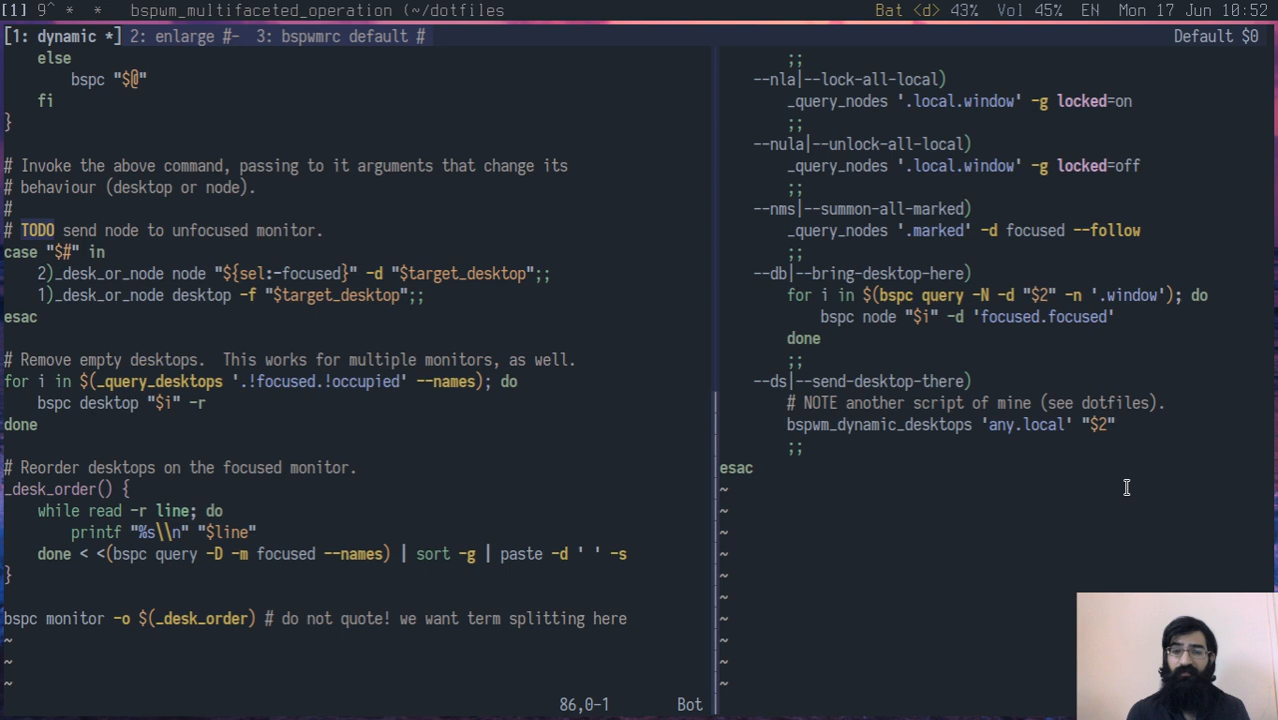 [1] 9^ * * bspwm_multifaceted_operation (~/dotfiles Bat <d> 43% Vol 45% EN Mon 17 Jun 10:52
[1: dynamic *] 2: enlarge #- 3: bspwmrc default # Default $0
else
bspc "$@"
fi
}
# Invoke the above command, passing to it arguments that change its
# behaviour (desktop or node).
#
# TODO send node to unfocused monitor.
case "$#" in
2)_desk_or_node node "${sel:-focused}" -d "$target_desktop";;
1)_desk_or_node desktop -f "$target_desktop";;
esac
# Remove empty desktops. This works for multiple monitors, as well.
for i in $(_query_desktops '.!focused.!occupied' --names); do
bspc desktop "$i" -r
done
# Reorder desktops on the focused monitor.
_desk_order() {
while read -r line; do
printf "%s\\n" "$line"
done < <(bspc query -D -m focused --names) | sort -g | paste -d ' ' -s
}
bspc monitor -o $(_desk_order) # do not quote! we want term splitting here
~
~
~
86,0-1 Bot
;;
--nla|--lock-all-local)
_query_nodes '.local.window' -g locked=on
;;
--nula|--unlock-all-local)
_query_nodes '.local.window' -g locked=off
;;
--nms|--summon-all-marked)
_query_nodes '.marked' -d focused --follow
;;
--db|--bring-desktop-here)
for i in $(bspc query -N -d "$2" -n '.window'); do
bspc node "$i" -d 'focused.focused'
done
;;
--ds|--send-desktop-there)
# NOTE another script of mine (see dotfiles).
bspwm_dynamic_desktops 'any.local' "$2"
;;
esac
~
~
~
~
~
~
~
~
~
~